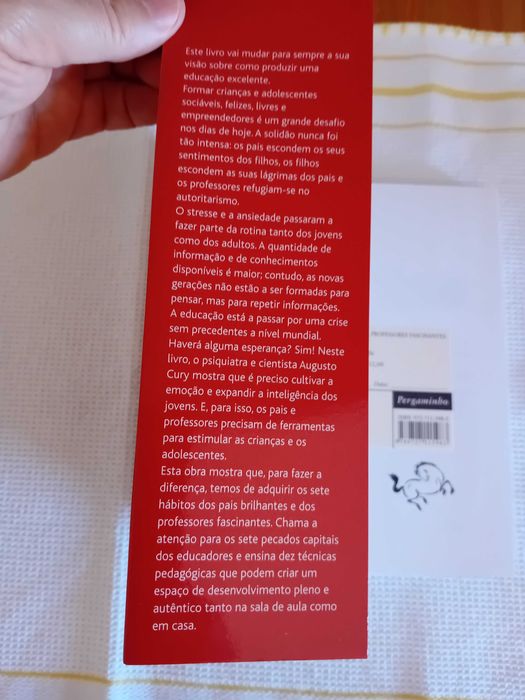 Este livro vai mudar para sempre a sua
visão sobre como produzir uma
educação excelente.
Formar crianças e adolescentes
sociáveis, felizes, livres e
empreendedores é um grande desafio
nos dias de hoje. A solidão nunca foi
tão intensa: os pais escondem os seus
sentimentos dos filhos, os filhos
escondem as suas lágrimas dos pais e
os professores refugiam-se no
autoritarismo.
O stresse e a ansiedade passaram a
fazer parte da rotina tanto dos jovens
como dos adultos. A quantidade de
informação e de conhecimentos
disponíveis é maior; contudo, as novas
gerações não estão a ser formadas para
pensar, mas para repetir informações.
A educação está a passar por uma crise
sem precedentes a nível mundial.
Haverá alguma esperança? Sim! Neste
livro, o psiquiatra e cientista Augusto
Cury mostra que é preciso cultivar a
emoção e expandir a inteligência dos
jovens. E, para isso, os pais e
professores precisam de ferramentas
para estimular as crianças e os
adolescentes.
Esta obra mostra que, para fazer a
diferença, temos de adquirir os sete
hábitos dos pais brilhantes e dos
professores fascinantes. Chama a
atenção para os sete pecados capitais
dos educadores e ensina dez técnicas
pedagógicas que podem criar um
espaço de desenvolvimento pleno e
autêntico tanto na sala de aula como
em casa.
PROFESSORES FASCINANTES
Pergaminho